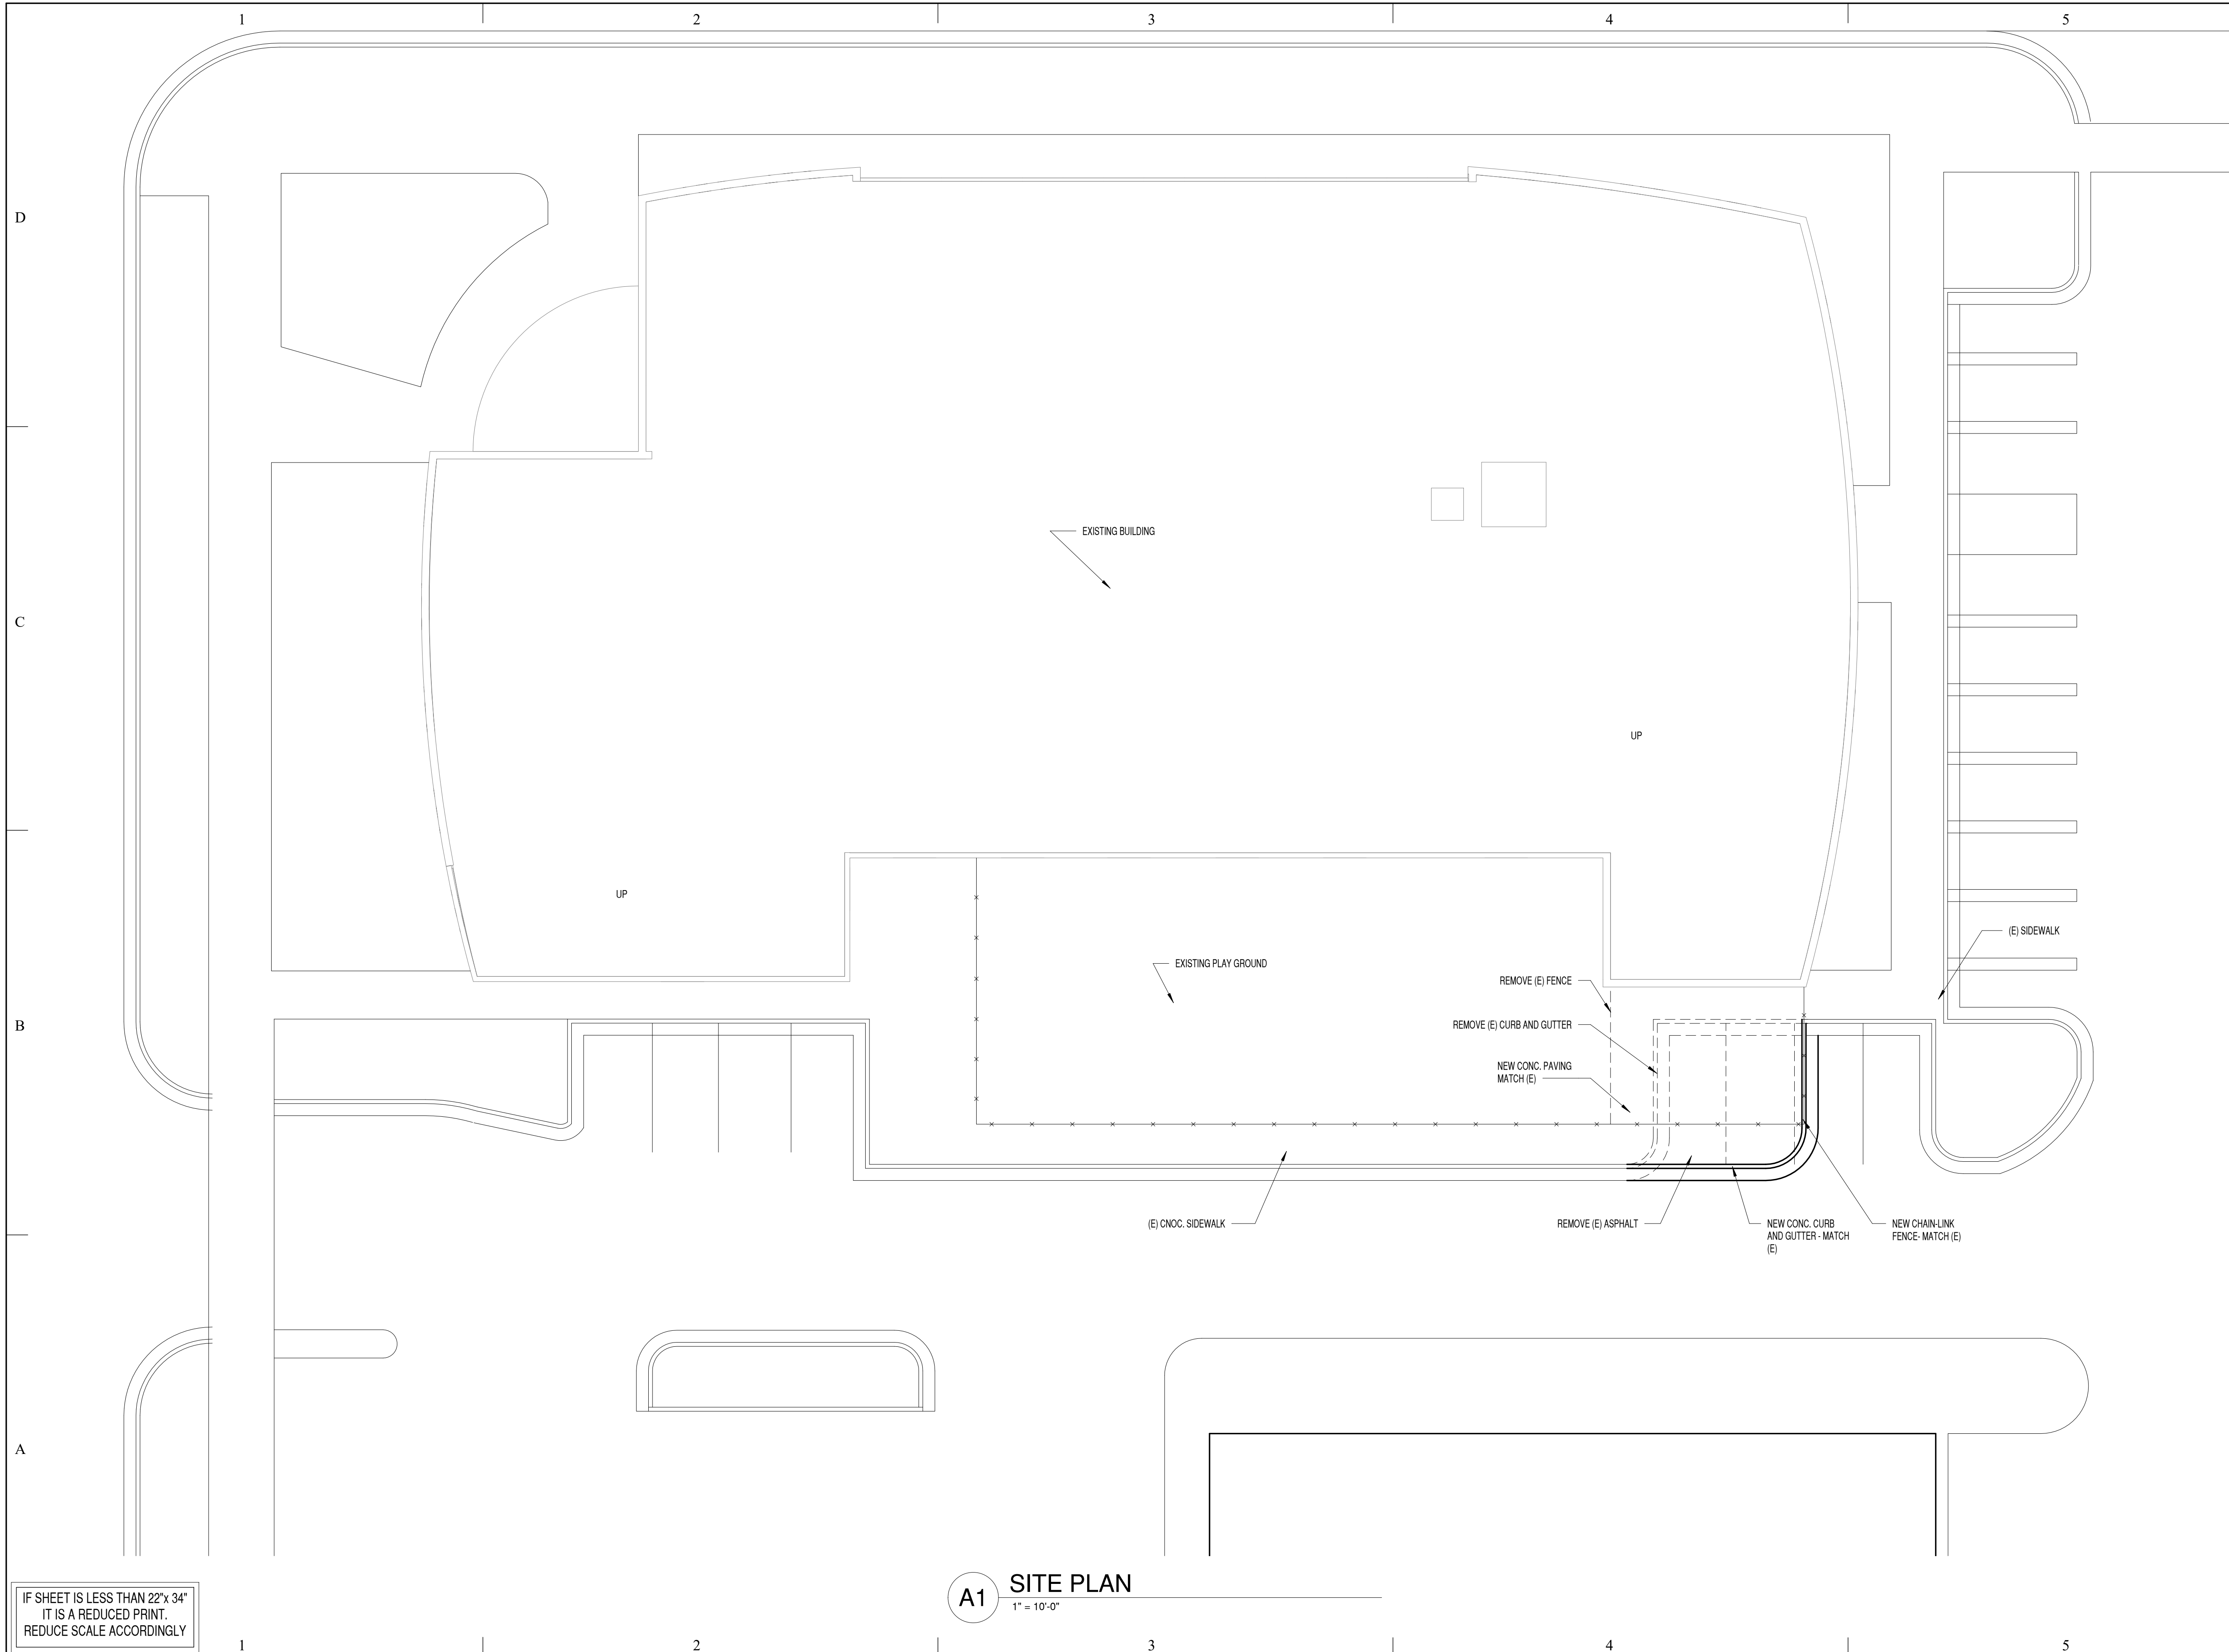 1
2
3
4
5
D
EXISTING BUILDING
C
UP
UP
(E) SIDEWALK
EXISTING PLAY GROUND
REMOVE (E) FENCE
B
REMOVE (E) CURB AND GUTTER
NEW CONC. PAVING
MATCH (E)
(E) CNOC. SIDEWALK
REMOVE (E) ASPHALT
NEW CONC. CURB
AND GUTTER - MATCH
(E)
NEW CHAIN-LINK
FENCE- MATCH (E)
A
A1
SITE PLAN
1" = 10'-0"
IF SHEET IS LESS THAN 22"x 34"
IT IS A REDUCED PRINT.
REDUCE SCALE ACCORDINGLY
1
2
3
4
5